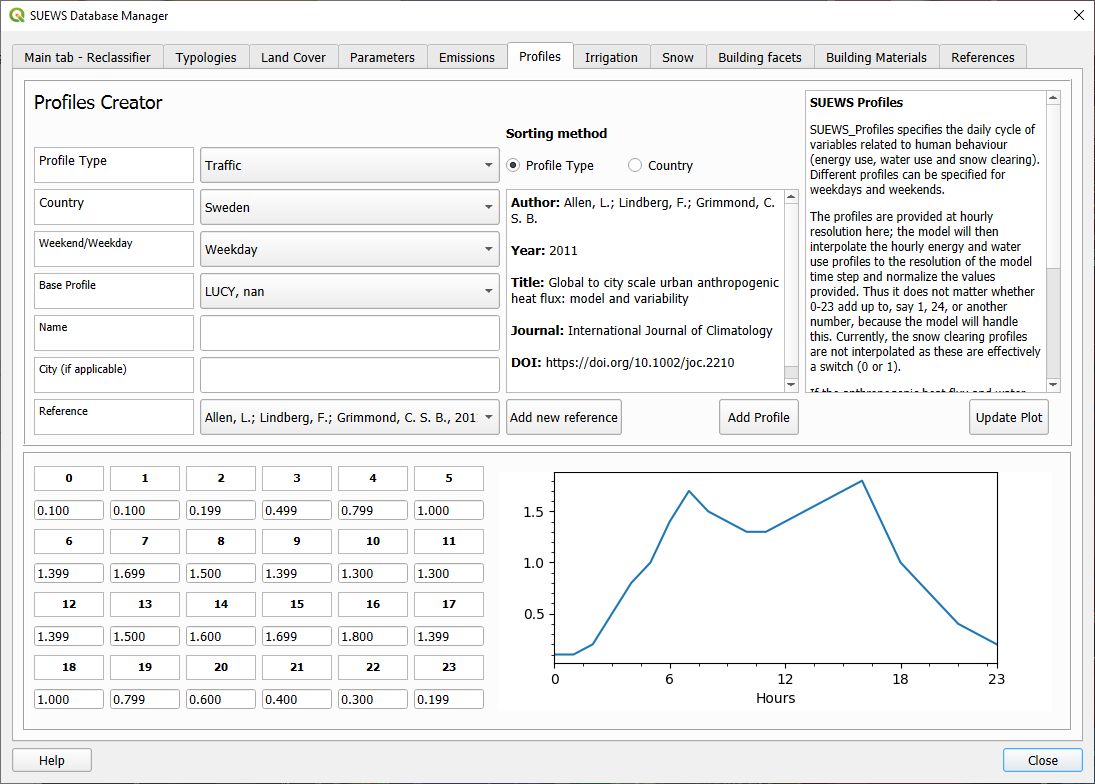 SUEWS Database Manager
Main tab - Reclassifier Typologies Land Cover Parameters Emissions Profiles Irrigation Snow Building facets Building Materials References
Profiles Creator
Profile Type
Traffic
Country
Sweden
Weekend/Weekday
Weekday
Base Profile
LUCY, nan
Name
City (if applicable)
Reference
Allen, L.; Lindberg, F.; Grimmond, C. S. B., 201
Sorting method
Profile Type Country
Author: Allen, L.; Lindberg, F.; Grimmond, C.
S. B.
Year: 2011
Title: Global to city scale urban anthropogenic
heat flux: model and variability
Journal: International Journal of Climatology
DOI: https://doi.org/10.1002/joc.2210
Add new reference
Add Profile
SUEWS Profiles
SUEWS_Profiles specifies the daily cycle of
variables related to human behaviour
(energy use, water use and snow clearing).
Different profiles can be specified for
weekdays and weekends.
The profiles are provided at hourly
resolution here; the model will then
interpolate the hourly energy and water
use profiles to the resolution of the model
time step and normalize the values
provided. Thus it does not matter whether
0-23 add up to, say 1, 24, or another
number, because the model will handle
this. Currently, the snow clearing profiles
are not interpolated as these are effectively
a switch (0 or 1).
If the anthropogenic heat flux and water
Update Plot
0 1 2 3 4 5
0.100 0.100 0.199 0.499 0.799 1.000
6 7 8 9 10 11
1.399 1.699 1.500 1.399 1.300 1.300
12 13 14 15 16 17
1.399 1.500 1.600 1.699 1.800 1.399
18 19 20 21 22 23
1.000 0.799 0.600 0.400 0.300 0.199
1.5
1.0
0.5
0 6 12 18 23
Hours
Help
Close